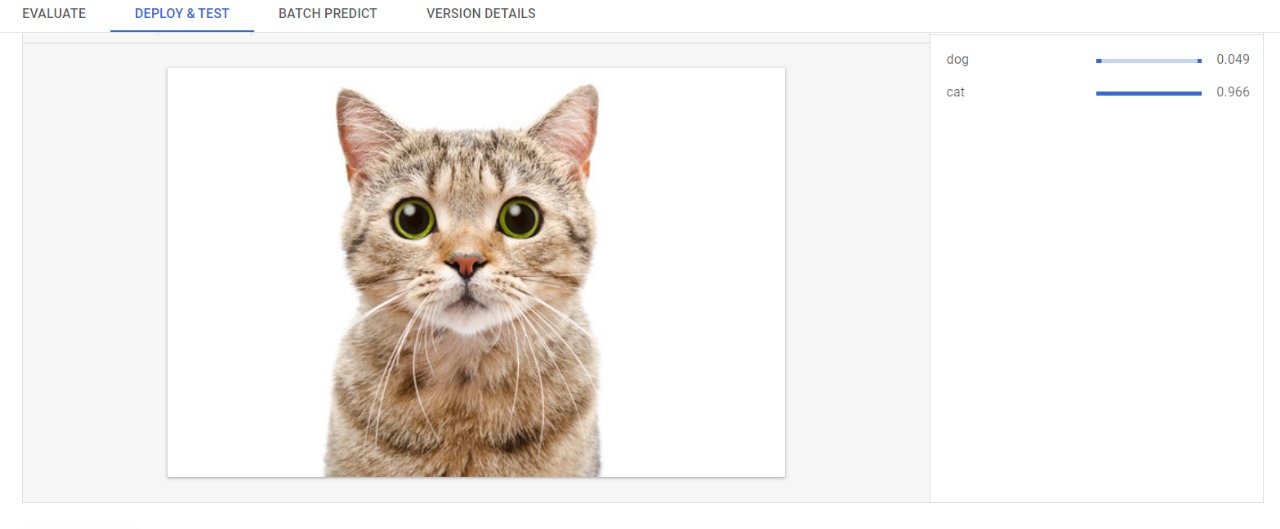 EVALUATE DEPLOY & TEST BATCH PREDICT VERSION DETAILS
dog 0.049
cat 0.966